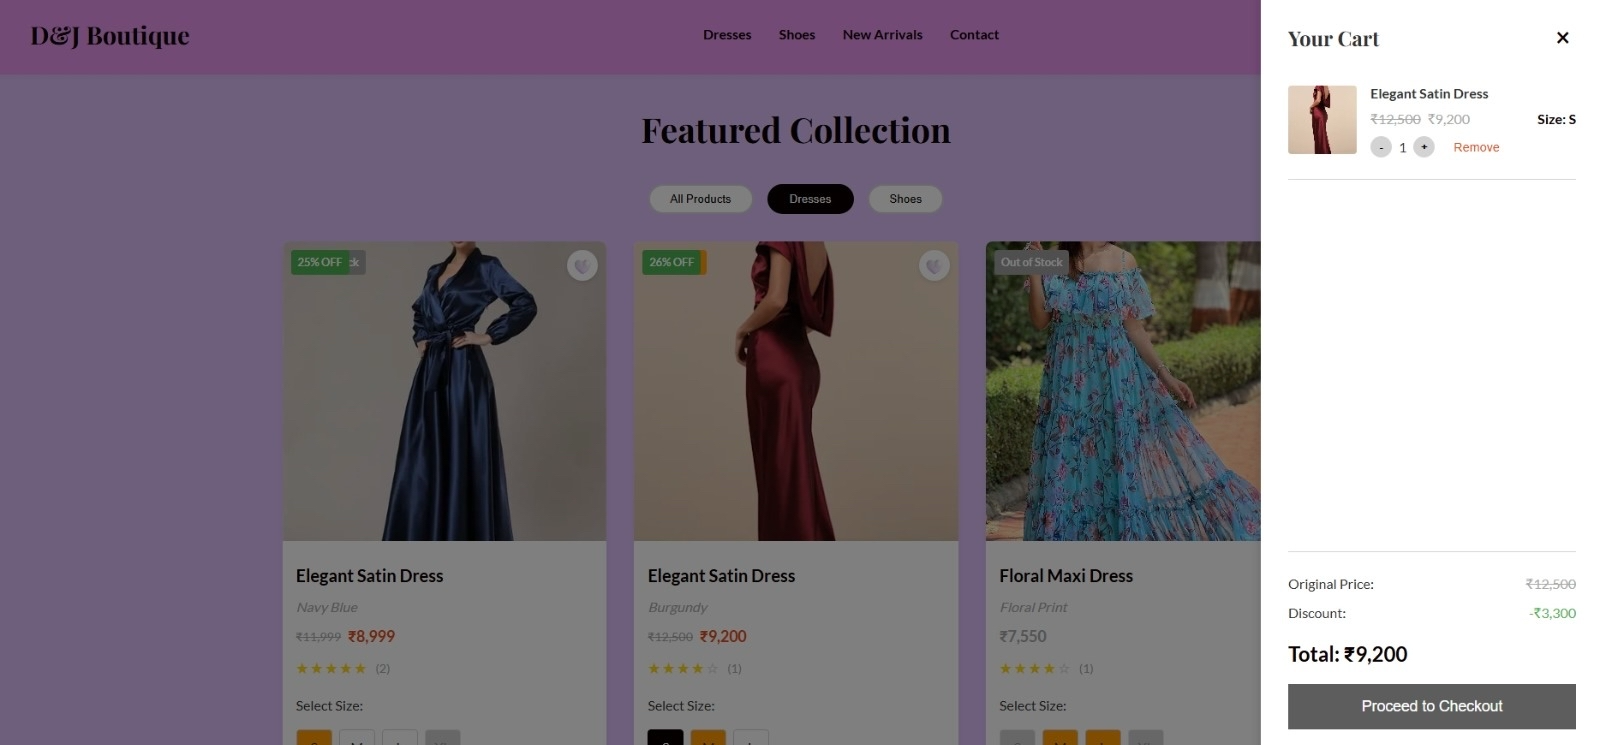 D&J Boutique
Dresses Shoes New Arrivals Contact
Featured Collection
All Products Dresses Shoes
25% OFF
26% OFF
Out of Stock
Elegant Satin Dress
Navy Blue
₹11,999 ₹8,999
★★★★★ (2)
Select Size:
Elegant Satin Dress
Burgundy
₹12,500 ₹9,200
★★★★☆ (1)
Select Size:
Floral Maxi Dress
Floral Print
₹7,550
★★★★☆ (1)
Select Size:
Your Cart ×
Elegant Satin Dress
₹12,500 ₹9,200
Size: S
- 1 + Remove
Original Price: ₹12,500
Discount: -₹3,300
Total: ₹9,200
Proceed to Checkout